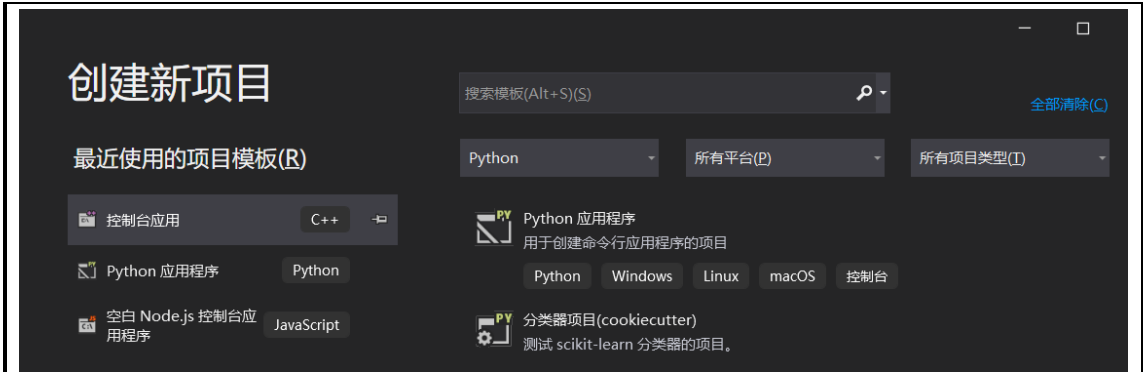 创建新项目
搜索模板(Alt+S)(S)
全部清除(C)
最近使用的项目模板(R)
Python
所有平台(P)
所有项目类型(T)
控制台应用
C++
Python 应用程序
Python
空白 Node.js 控制台应
用程序
JavaScript
Python 应用程序
用于创建命令行应用程序的项目
Python Windows Linux macOS 控制台
分类器项目(cookiecutter)
测试 scikit-learn 分类器的项目。